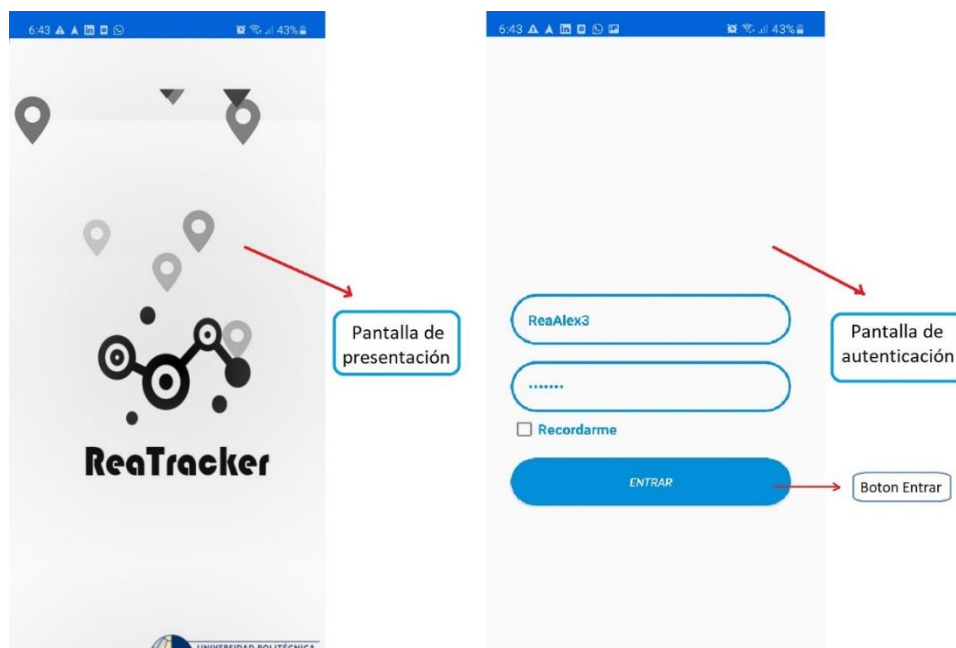 6:43
43%
ReaTracker
UNIVERSIDAD POLITÉCNICA
Pantalla de
presentación
6:43
43%
ReaAlex3
.......
Recordarme
ENTRAR
Pantalla de
autenticación
Boton Entrar